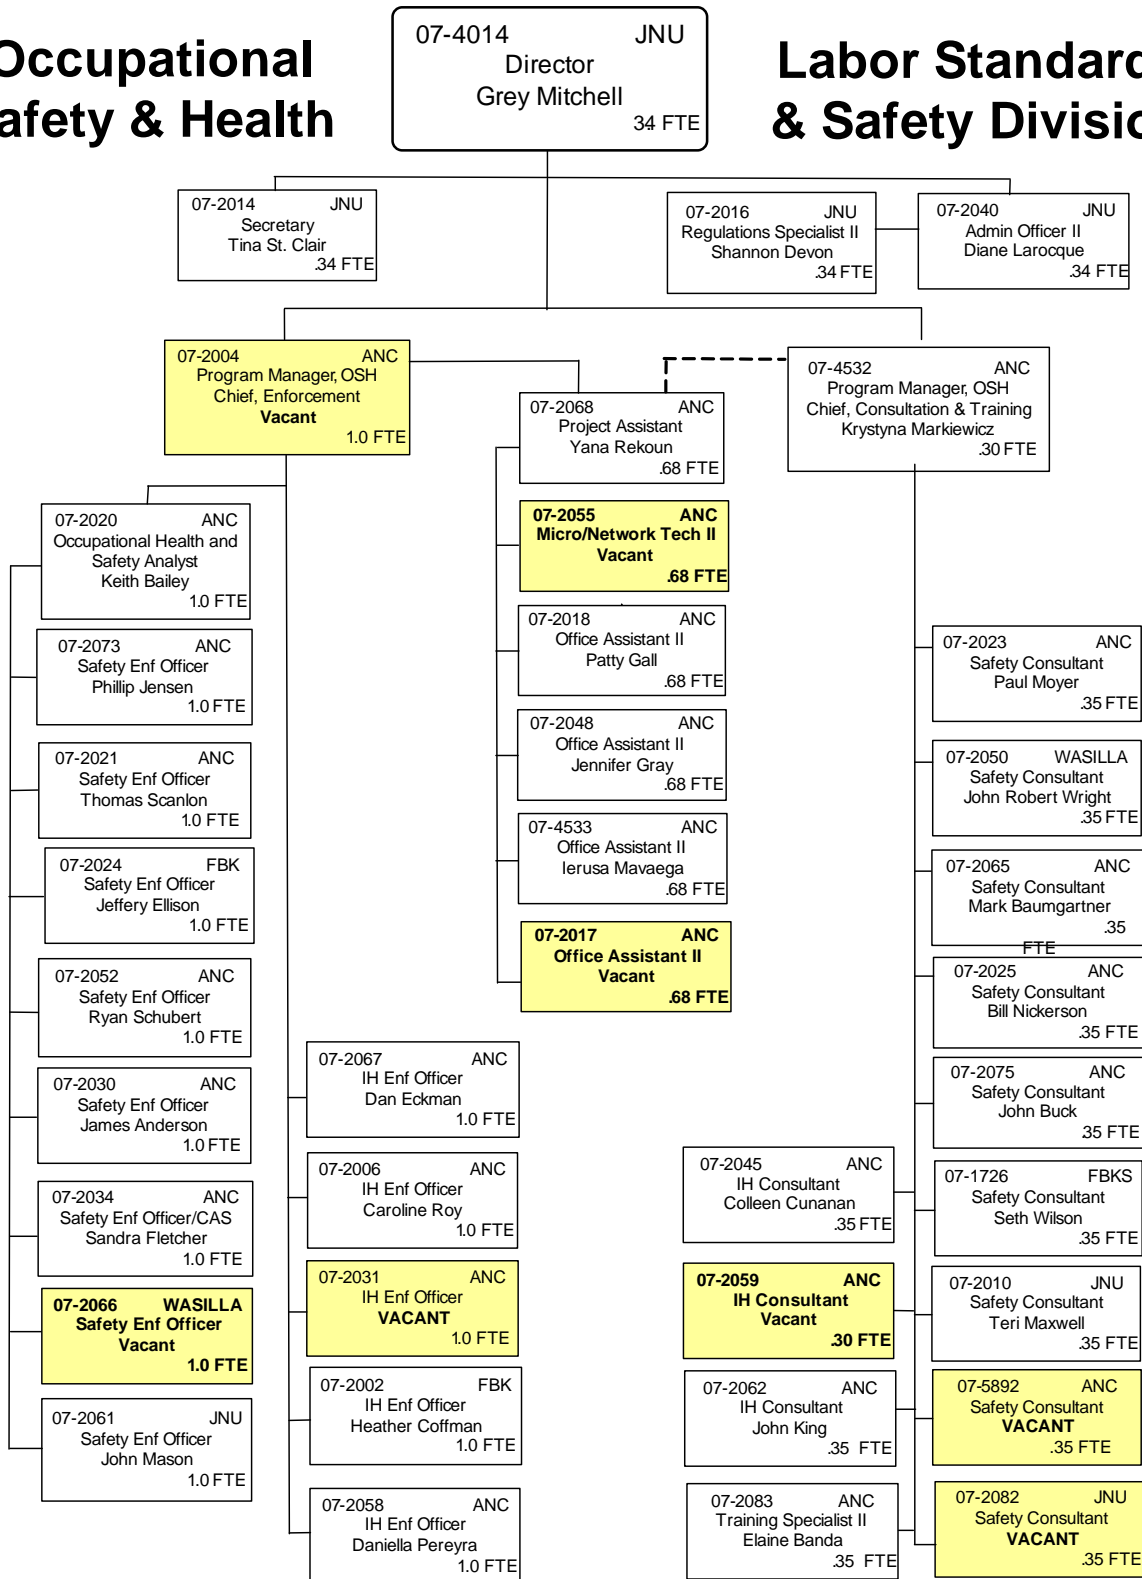 Occupational
afety & Health
07-4014 JNU
Director
Grey Mitchell
34 FTE
Labor Standard
& Safety Divisio
07-2014 JNU
Secretary
Tina St. Clair
.34 FTE
07-2016 JNU
Regulations Specialist II
Shannon Devon
.34 FTE
07-2040 JNU
Admin Officer II
Diane Larocque
.34 FTE
07-2004 ANC
Program Manager, OSH
Chief, Enforcement
Vacant
1.0 FTE
07-2068 ANC
Project Assistant
Yana Rekoun
.68 FTE
07-4532 ANC
Program Manager, OSH
Chief, Consultation & Training
Krystyna Markiewicz
.30 FTE
07-2020 ANC
Occupational Health and
Safety Analyst
Keith Bailey
1.0 FTE
07-2073 ANC
Safety Enf Officer
Phillip Jensen
1.0 FTE
07-2021 ANC
Safety Enf Officer
Thomas Scanlon
1.0 FTE
07-2024 FBK
Safety Enf Officer
Jeffery Ellison
1.0 FTE
07-2052 ANC
Safety Enf Officer
Ryan Schubert
1.0 FTE
07-2030 ANC
Safety Enf Officer
James Anderson
1.0 FTE
07-2034 ANC
Safety Enf Officer/CAS
Sandra Fletcher
1.0 FTE
07-2066 WASILLA
Safety Enf Officer
Vacant
1.0 FTE
07-2061 JNU
Safety Enf Officer
John Mason
1.0 FTE
07-2067 ANC
IH Enf Officer
Dan Eckman
1.0 FTE
07-2006 ANC
IH Enf Officer
Caroline Roy
1.0 FTE
07-2031 ANC
IH Enf Officer
VACANT
1.0 FTE
07-2002 FBK
IH Enf Officer
Heather Coffman
1.0 FTE
07-2058 ANC
IH Enf Officer
Daniella Pereyra
1.0 FTE
07-2055 ANC
Micro/Network Tech II
Vacant
.68 FTE
07-2018 ANC
Office Assistant II
Patty Gall
.68 FTE
07-2048 ANC
Office Assistant II
Jennifer Gray
.68 FTE
07-4533 ANC
Office Assistant II
Ierusa Mavaega
.68 FTE
07-2017 ANC
Office Assistant II
Vacant
.68 FTE
07-2045 ANC
IH Consultant
Colleen Cunanan
.35 FTE
07-2059 ANC
IH Consultant
Vacant
.30 FTE
07-2062 ANC
IH Consultant
John King
.35 FTE
07-2083 ANC
Training Specialist II
Elaine Banda
.35 FTE
07-2023 ANC
Safety Consultant
Paul Moyer
.35 FTE
07-2050 WASILLA
Safety Consultant
John Robert Wright
.35 FTE
07-2065 ANC
Safety Consultant
Mark Baumgartner
.35
FTE
07-2025 ANC
Safety Consultant
Bill Nickerson
.35 FTE
07-2075 ANC
Safety Consultant
John Buck
.35 FTE
07-1726 FBKS
Safety Consultant
Seth Wilson
.35 FTE
07-2010 JNU
Safety Consultant
Teri Maxwell
.35 FTE
07-5892 ANC
Safety Consultant
VACANT
.35 FTE
07-2082 JNU
Safety Consultant
VACANT
.35 FTE